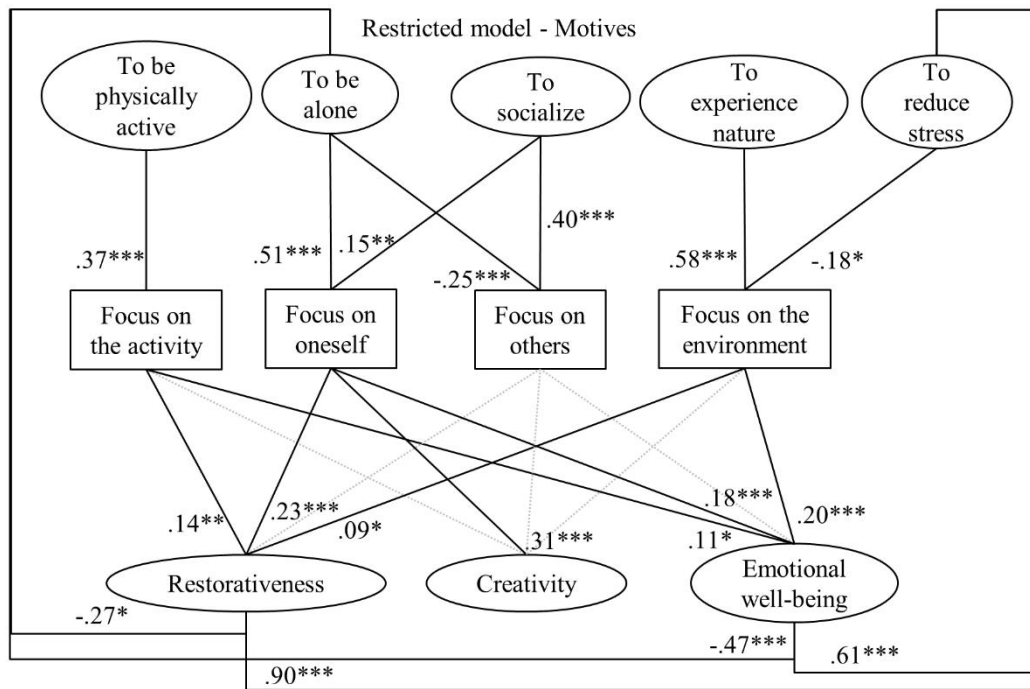 Restricted model - Motives
To be
physically
active
To be
alone
To
socialize
To
experience
nature
To
reduce
stress
.37***
.51***
.15**
-.25***
.40***
.58***
-.18*
Focus on
the activity
Focus on
oneself
Focus on
others
Focus on the
environment
.14**
.23***
.09*
.31***
.18***
.11*
.20***
Restorativeness
Creativity
Emotional
well-being
-.27*
-.47***
.61***
.90***